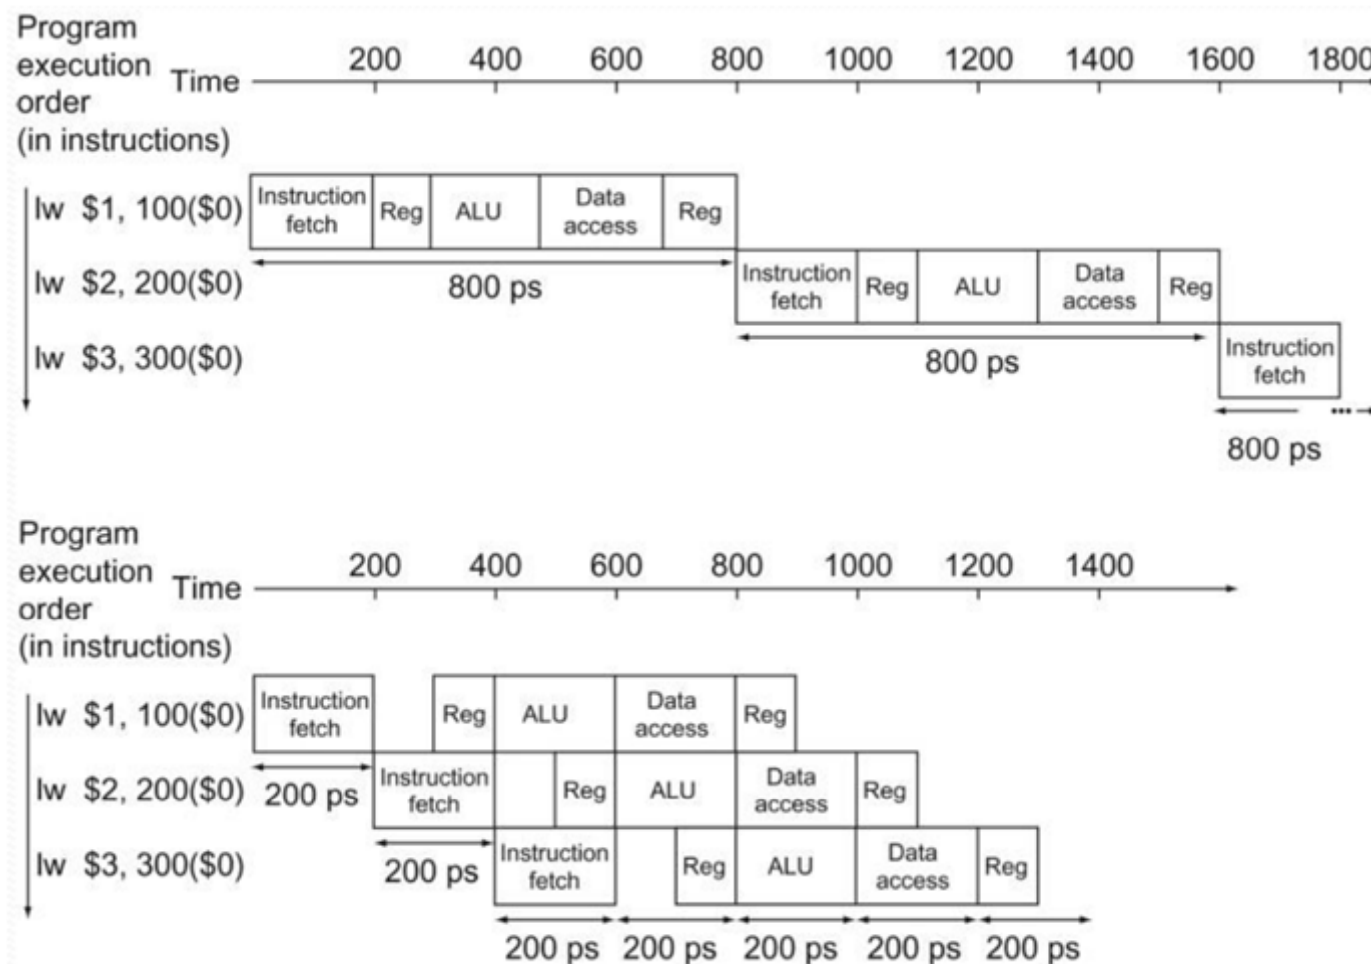 Program
execution
order
(in instructions)
Time
200 400 600 800 1000 1200 1400 1600 1800
lw $1, 100($0)
Instruction
fetch
Reg
ALU
Data
access
Reg
800 ps
lw $2, 200($0)
Instruction
fetch
Reg
ALU
Data
access
Reg
800 ps
lw $3, 300($0)
Instruction
fetch
...
800 ps
Program
execution
order
(in instructions)
Time
200 400 600 800 1000 1200 1400
lw $1, 100($0)
Instruction
fetch
Reg
ALU
Data
access
Reg
200 ps
lw $2, 200($0)
Instruction
fetch
Reg
ALU
Data
access
Reg
200 ps
lw $3, 300($0)
Instruction
fetch
Reg
ALU
Data
access
Reg
200 ps 200 ps 200 ps 200 ps 200 ps